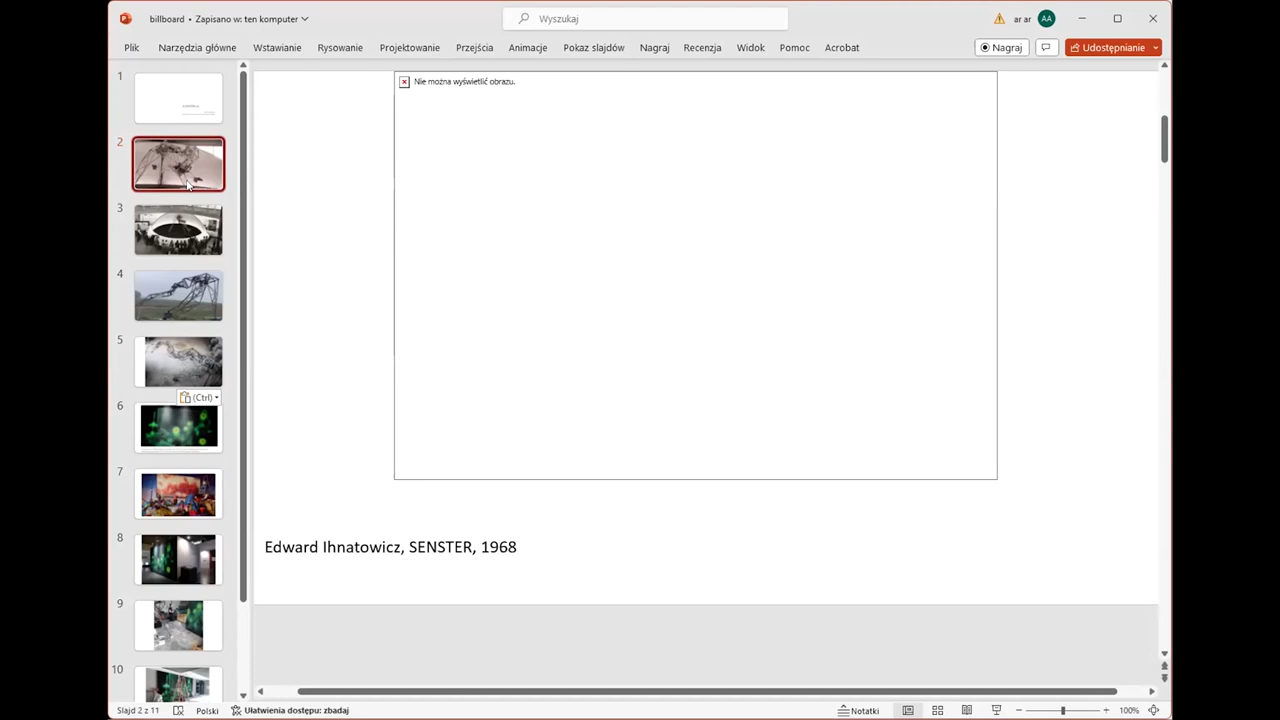 billboard • Zapisano w: ten komputer
Wyszukaj
ar ar
AA
Plik
Narzędzia główne
Wstawianie
Rysowanie
Projektowanie
Przejścia
Animacje
Pokaz slajdów
Nagraj
Recenzja
Widok
Pomoc
Acrobat
Nagraj
Udostępnianie
1
2
3
4
5
(Ctrl)
6
7
8
9
10
Nie można wyświetlić obrazu.
Edward Ihnatowicz, SENSTER, 1968
Slajd 2 z 11
Polski
Ułatwienia dostępu: zbadaj
Notatki
100%